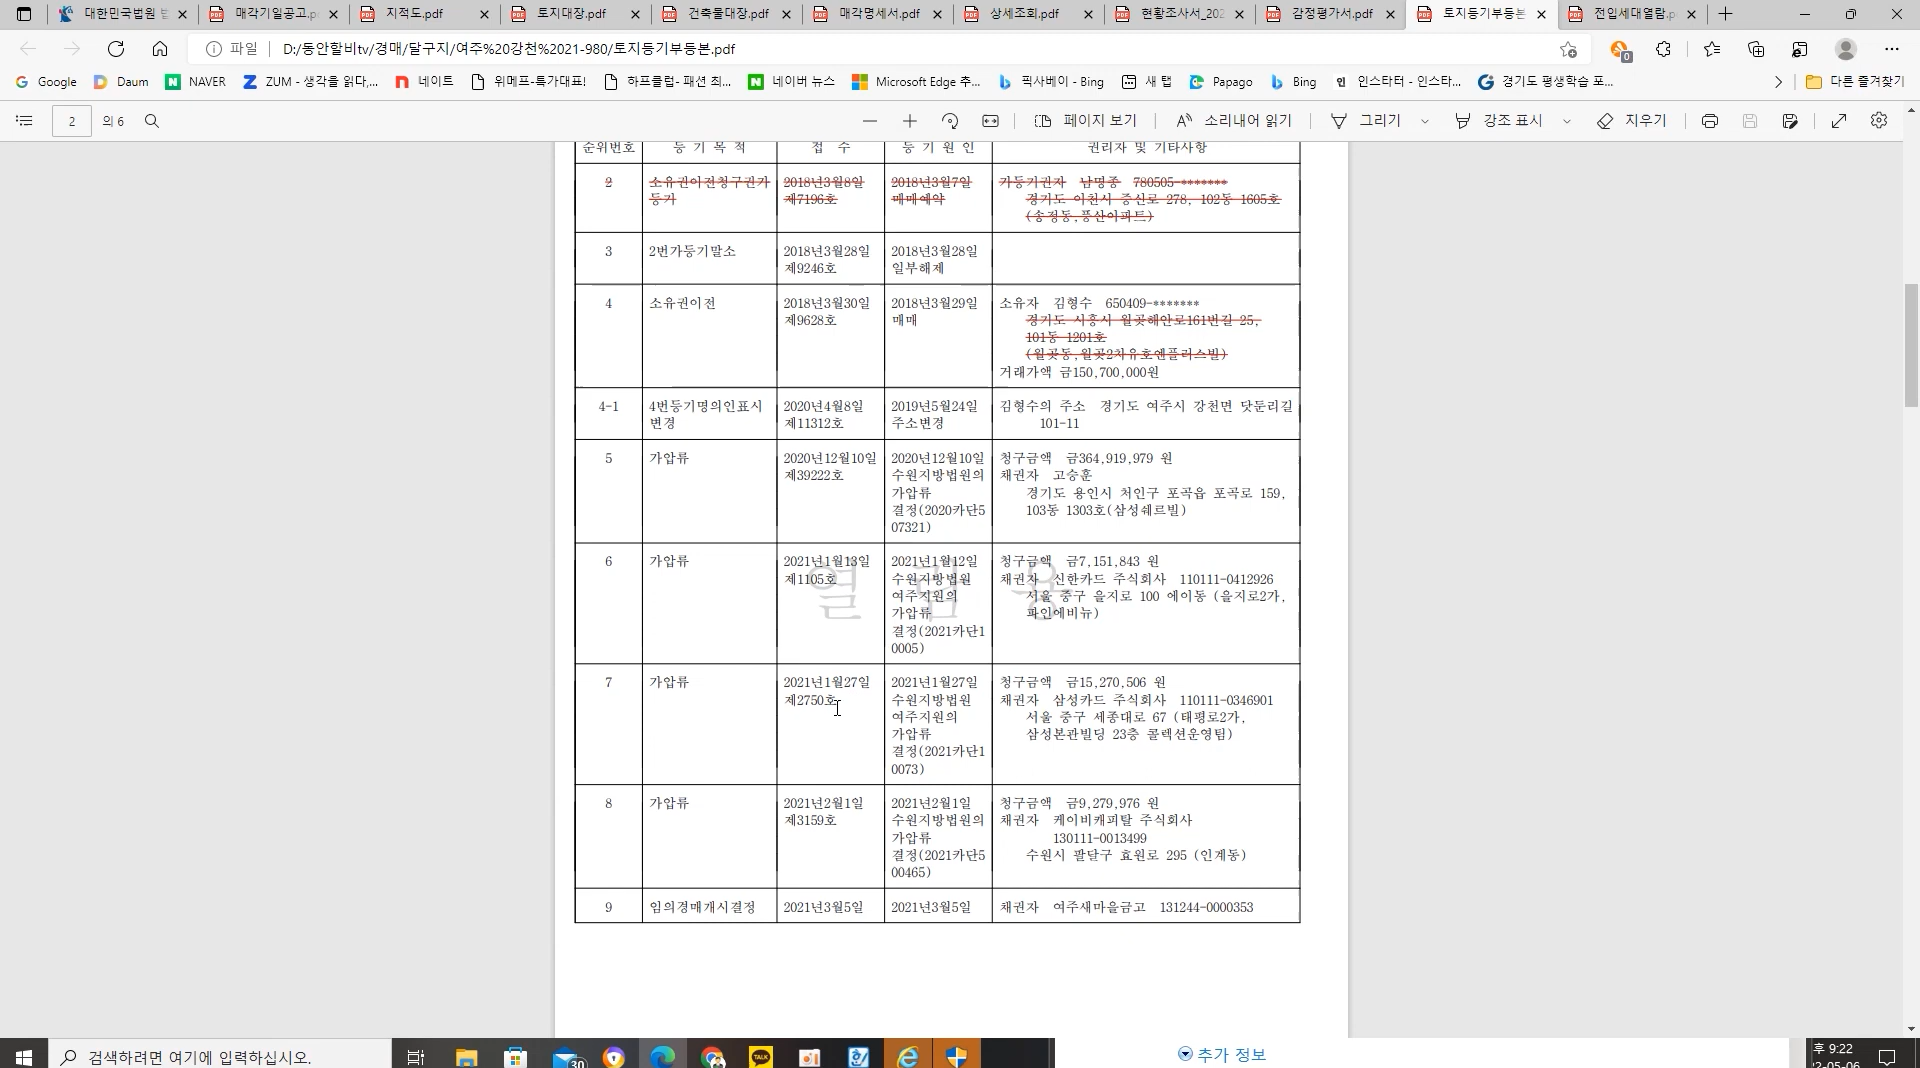 대한민국법원 법
매각기일공고.p
지적도.pdf
토지대장.pdf
건축물대장.pdf
매각명세서.pdf
상세조회.pdf
현황조사서_202
감정평가서.pdf
토지등기부등본
전입세대열람.p
파일
D:/동안할비tv/경매/달구지/여주%20강천%2021-980/토지등기부등본.pdf
0
Google
Daum
NAVER
ZUM - 생각을 읽다,...
네이트
위메프-특가대표!
하프클럽- 패션 최...
네이버 뉴스
Microsoft Edge 추...
픽사베이 - Bing
새 탭
Papago
Bing
인스타터 - 인스타...
경기도 평생학습 포...
다른 즐겨찾기
2
의 6
페이지 보기
소리내어 읽기
그리기
강조 표시
지우기
순위번호 등 기 목 적 접 수 등 기 원 인 권리자 및 기타사항
2 소유권이전청구권가 2018년3월8일 2018년3월7일 가등기권자 남명종 780505-*******
등기 제7196호 매매예약 경기도 이천시 증신로 278, 102동 1605호
(송정동,풍산아파트)
3 2번가등기말소 2018년3월28일 2018년3월28일
제9246호 일부해제
4 소유권이전 2018년3월30일 2018년3월29일 소유자 김형수 650409-*******
제9628호 매매 경기도 시흥시 월곶해안로161번길 25,
101동 1201호
(월곶동,월곶2차유호엔플러스빌)
거래가액 금150,700,000원
4-1 4번등기명의인표시 2020년4월8일 2019년5월24일 김형수의 주소 경기도 여주시 강천면 닷둔리길
변경 제11312호 주소변경 101-11
5 가압류 2020년12월10일 2020년12월10일 청구금액 금364,919,979 원
제39222호 수원지방법원의 채권자 고승훈
가압류 경기도 용인시 처인구 포곡읍 포곡로 159,
결정(2020카단5 103동 1303호(삼성쉐르빌)
07321)
6 가압류 2021년1월13일 2021년1월12일 청구금액 금7,151,843 원
제1105호 수원지방법원 채권자 신한카드 주식회사 110111-0412926
여주지원의 서울 중구 을지로 100 에이동 (을지로2가,
가압류 파인에비뉴)
결정(2021카단1
0005)
열 람 용
7 가압류 2021년1월27일 2021년1월27일 청구금액 금15,270,506 원
제2750호 수원지방법원 채권자 삼성카드 주식회사 110111-0346901
여주지원의 서울 중구 세종대로 67 (태평로2가,
가압류 삼성본관빌딩 23층 콜렉션운영팀)
결정(2021카단1
0073)
8 가압류 2021년2월1일 2021년2월1일 청구금액 금9,279,976 원
제3159호 수원지방법원의 채권자 케이비캐피탈 주식회사
가압류 130111-0013499
결정(2021카단5 수원시 팔달구 효원로 295 (인계동)
00465)
9 임의경매개시결정 2021년3월5일 2021년3월5일 채권자 여주새마을금고 131244-0000353
검색하려면 여기에 입력하십시오.
30
TALK
추가 정보
후 9:22
2-05-06